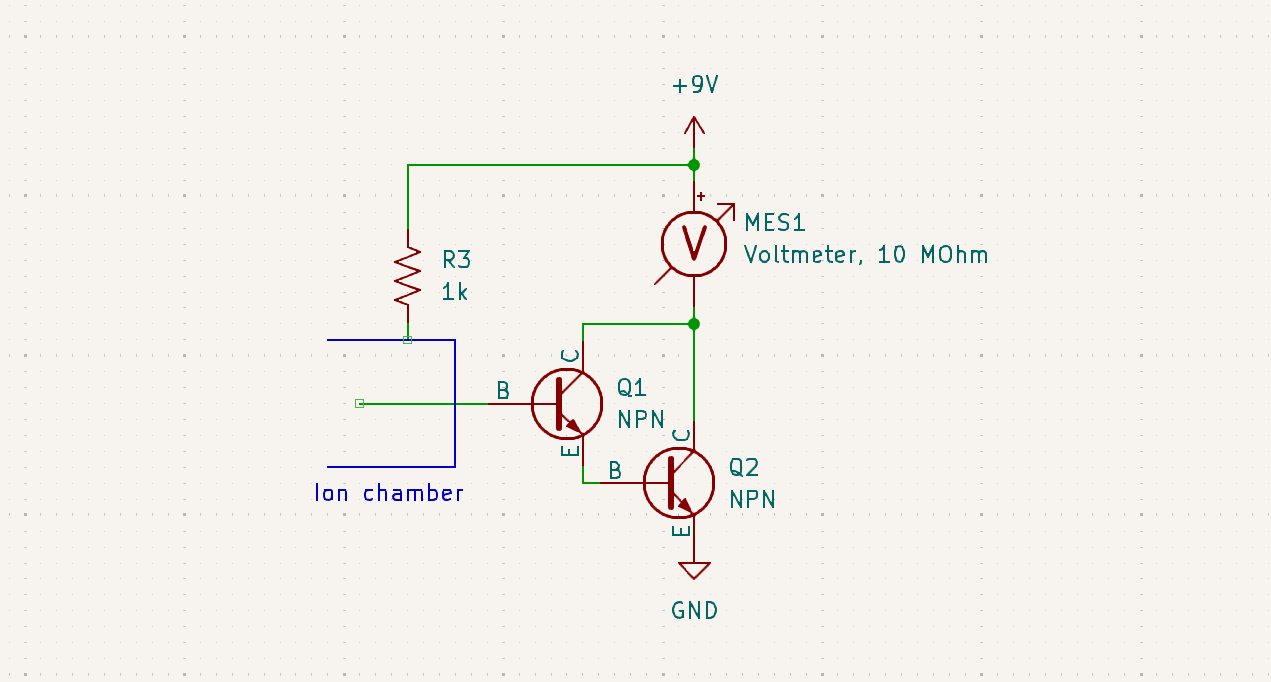 +9V
+
V
MES1
Voltmeter, 10 MOhm
R3
1k
C
B
Q1
NPN
E
C
B
Q2
NPN
E
Ion chamber
GND